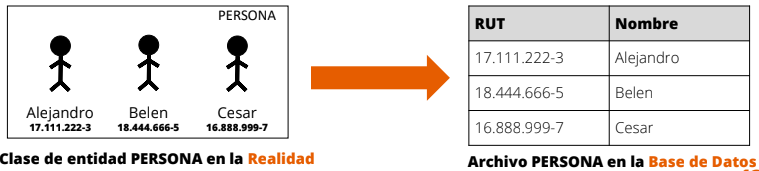 PERSONA
Alejandro Belen Cesar
17.111.222-3 18.444.666-5 16.888.999-7
Clase de entidad PERSONA en la Realidad
RUT Nombre
17.111.222-3 Alejandro
18.444.666-5 Belen
16.888.999-7 Cesar
Archivo PERSONA en la Base de Datos